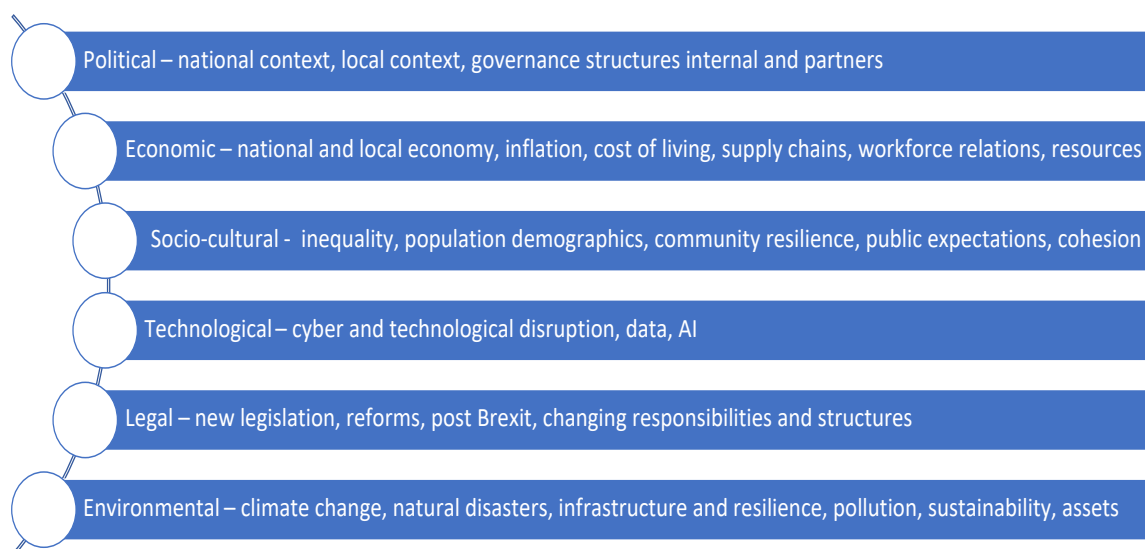 Political – national context, local context, governance structures internal and partners
Economic – national and local economy, inflation, cost of living, supply chains, workforce relations, resources
Socio-cultural - inequality, population demographics, community resilience, public expectations, cohesion
Technological – cyber and technological disruption, data, AI
Legal – new legislation, reforms, post Brexit, changing responsibilities and structures
Environmental – climate change, natural disasters, infrastructure and resilience, pollution, sustainability, assets